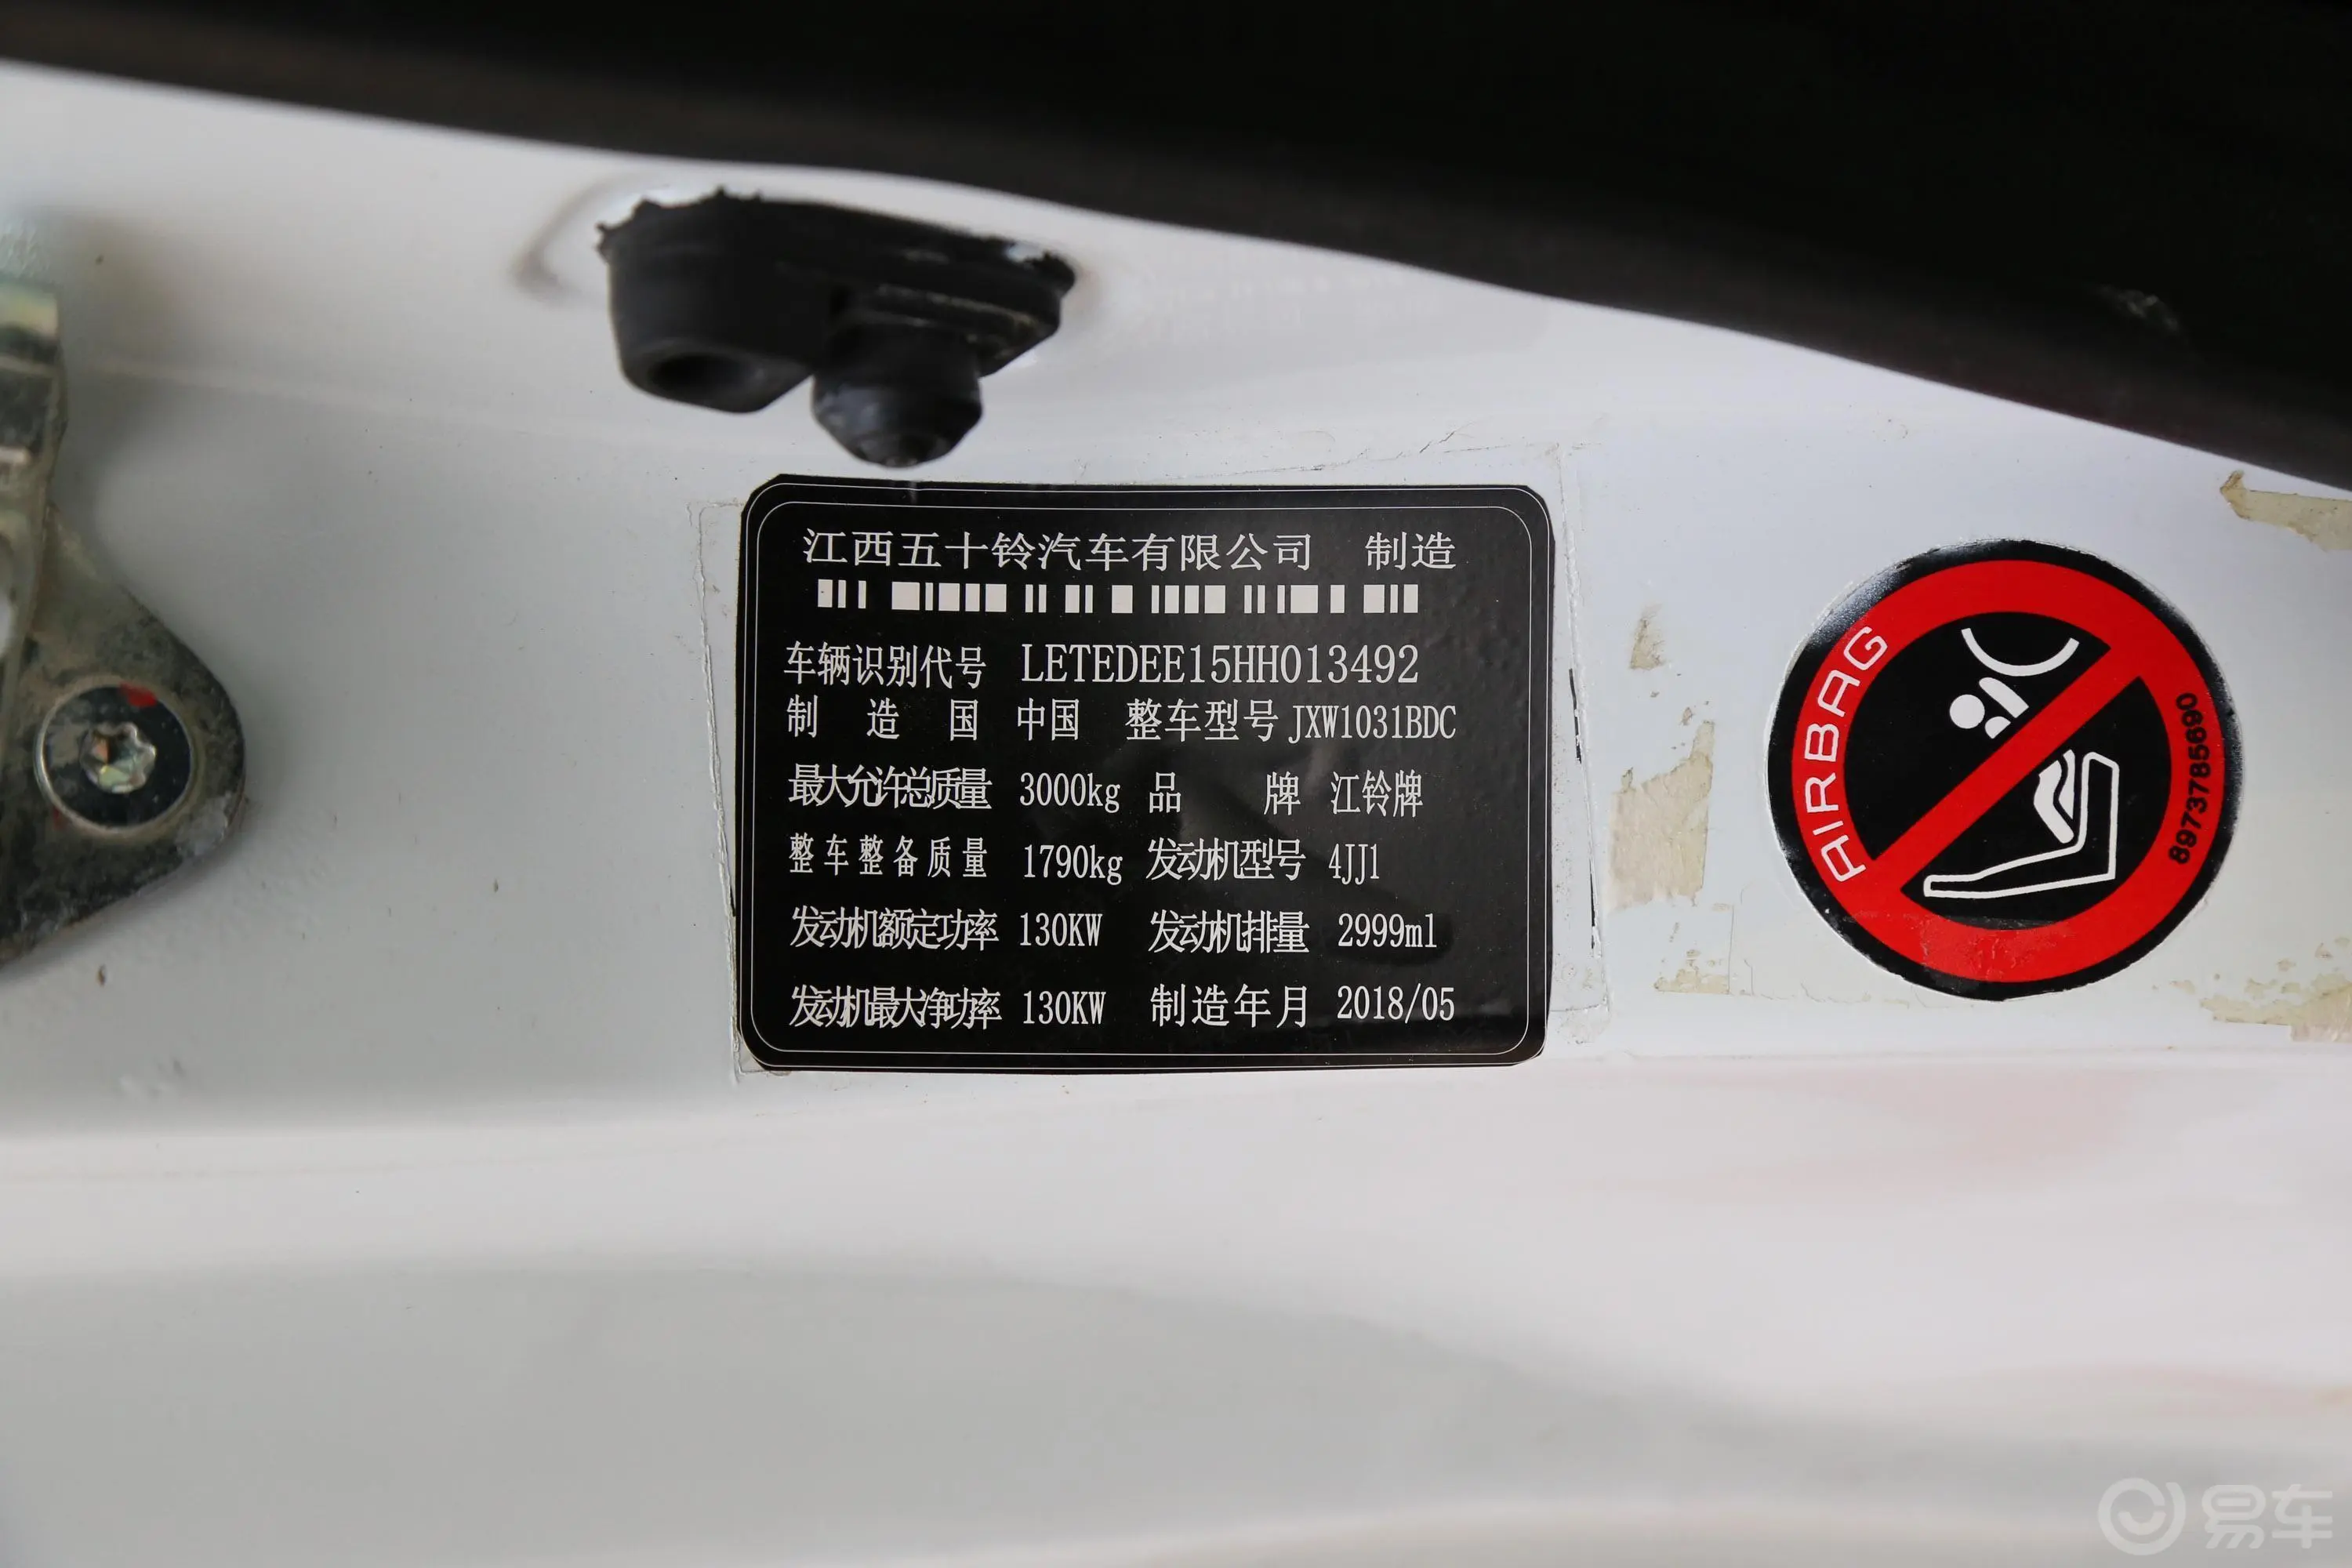 江西五十铃汽车有限公司 制造
车辆识别代号 LETEDEE15HH013492
制造国 中国 整车型号 JXW1031BDC
最大允许总质量 3000kg 品牌 江铃牌
整车整备质量 1790kg 发动机型号 4JJ1
发动机额定功率 130KW 发动机排量 2999ml
发动机最大净功率 130KW 制造年月 2018/05
AIRBAG
8973785690
易车